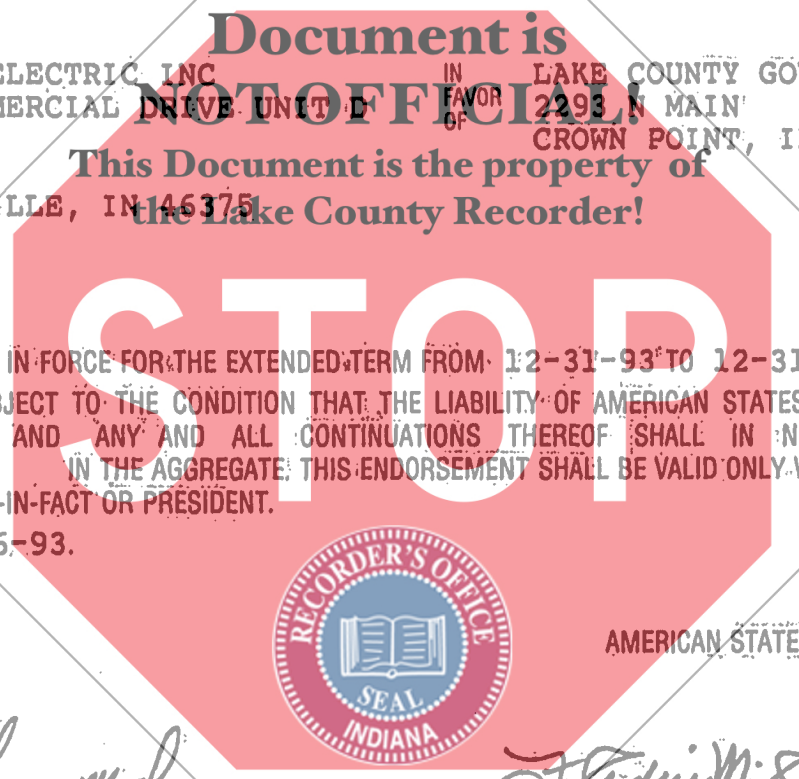 Document is
ELECTRIC INC IN LAKE COUNTY GO
MERCIAL DRIVE UNIT D FAVOR 2293 N MAIN
NOT OFFICIAL!
OF CROWN POINT, I
This Document is the property of
LLE, IN 46375
the Lake County Recorder!
STOP
IN FORCE FOR THE EXTENDED TERM FROM 12-31-93 TO 12-31
JECT TO THE CONDITION THAT THE LIABILITY OF AMERICAN STATES
AND ANY AND ALL CONTINUATIONS THEREOF SHALL IN N
IN THE AGGREGATE. THIS ENDORSEMENT SHALL BE VALID ONLY
-IN-FACT OR PRESIDENT.
-93.
RECORDER'S OFFICE
SEAL
INDIANA
AMERICAN STATE